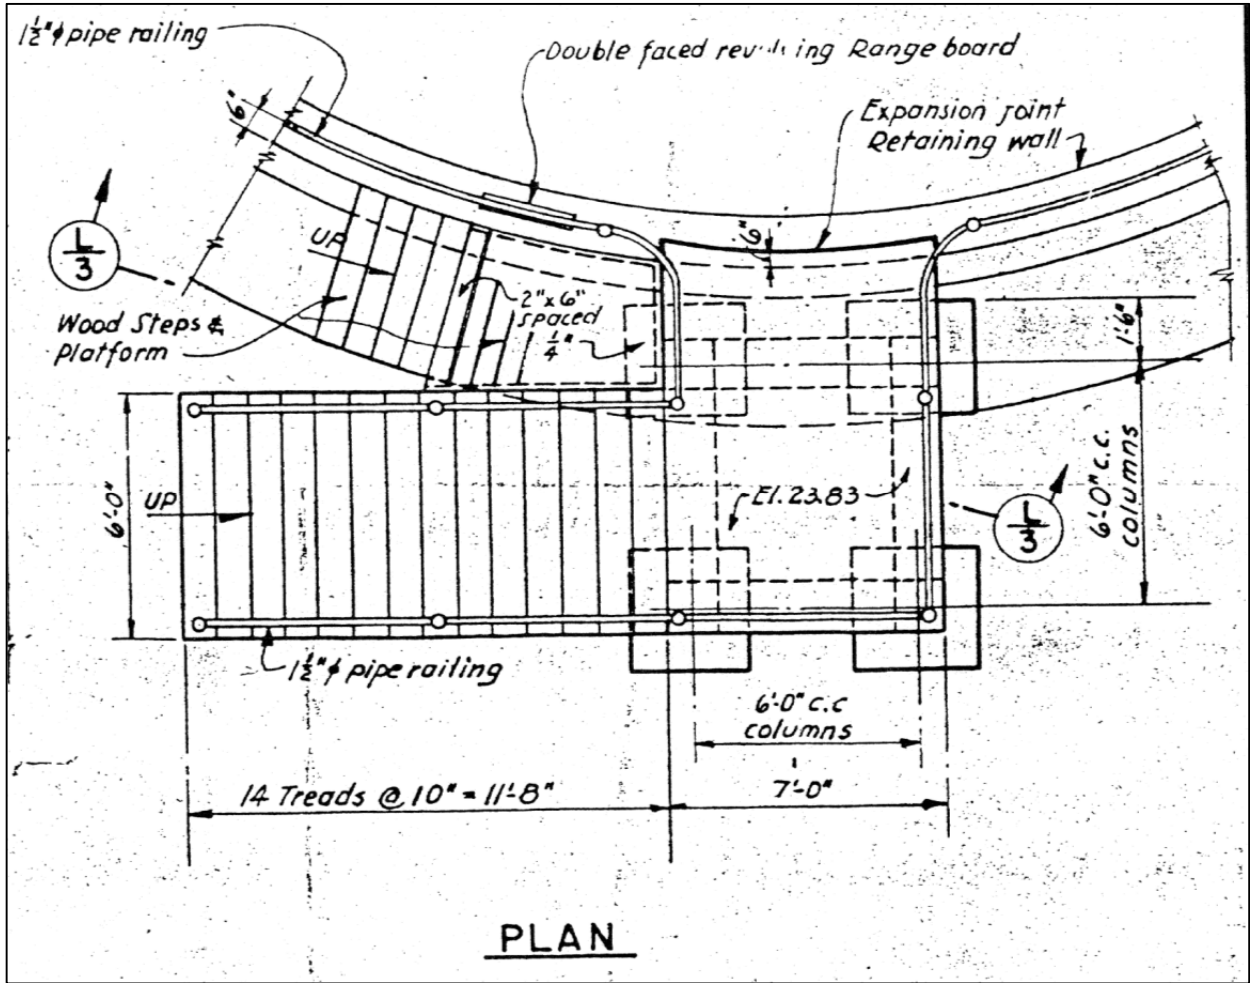 1½"⌀ pipe railing
Double faced rev ing Range board
Expansion joint
Retaining wall
6"
L
3
UP
Wood Steps &
Platform
2"x6"
spaced
¼"
6"
1'-6"
6'-0" c.c.
columns
6'-0"
UP
El. 23.83
L
3
1½"⌀ pipe railing
6'-0" c.c
columns
14 Treads @ 10" = 11'-8"
7'-0"
PLAN